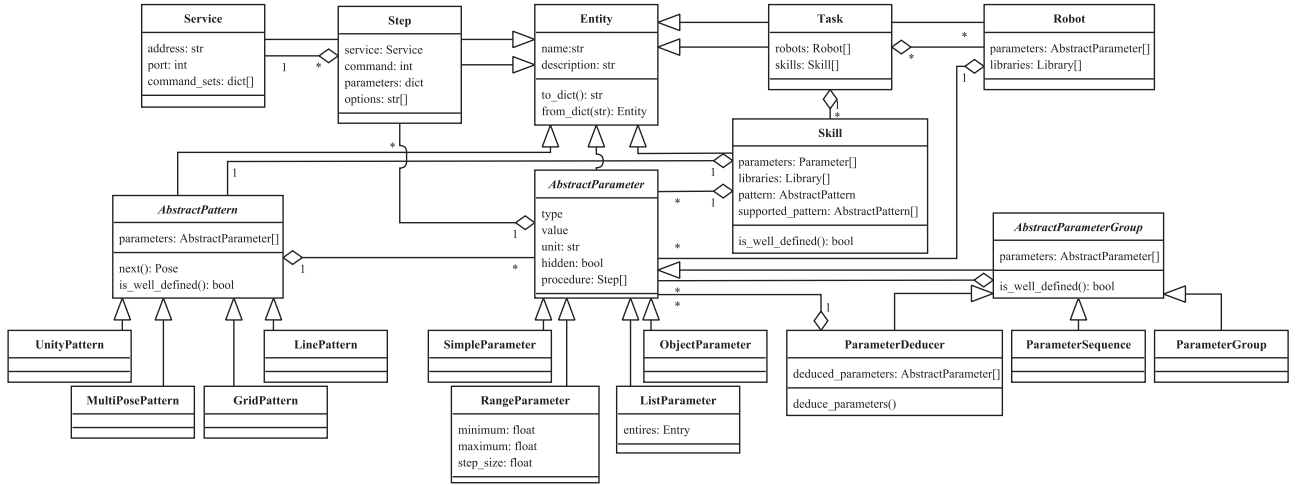 Service
address: str
port: int
command_sets: dict[]
Step
service: Service
command: int
parameters: dict
options: str[]
Entity
name:str
description: str
to_dict(): str
from_dict(str): Entity
Task
robots: Robot[]
skills: Skill[]
Robot
parameters: AbstractParameter[]
libraries: Library[]
1
*
*
*
1
1
*
Skill
parameters: Parameter[]
libraries: Library[]
pattern: AbstractPattern
supported_pattern: AbstractPattern[]
is_well_defined(): bool
*
1
1
*
1
AbstractPattern
parameters: AbstractParameter[]
next(): Pose
is_well_defined(): bool
AbstractParameter
type
value
unit: str
hidden: bool
procedure: Step[]
1
1
*
*
*
*
1
AbstractParameterGroup
parameters: AbstractParameter[]
is_well_defined(): bool
UnityPattern
LinePattern
MultiPosePattern
GridPattern
SimpleParameter
ObjectParameter
RangeParameter
minimum: float
maximum: float
step_size: float
ListParameter
entires: Entry
ParameterDeducer
deduced_parameters: AbstractParameter[]
deduce_parameters()
ParameterSequence
ParameterGroup